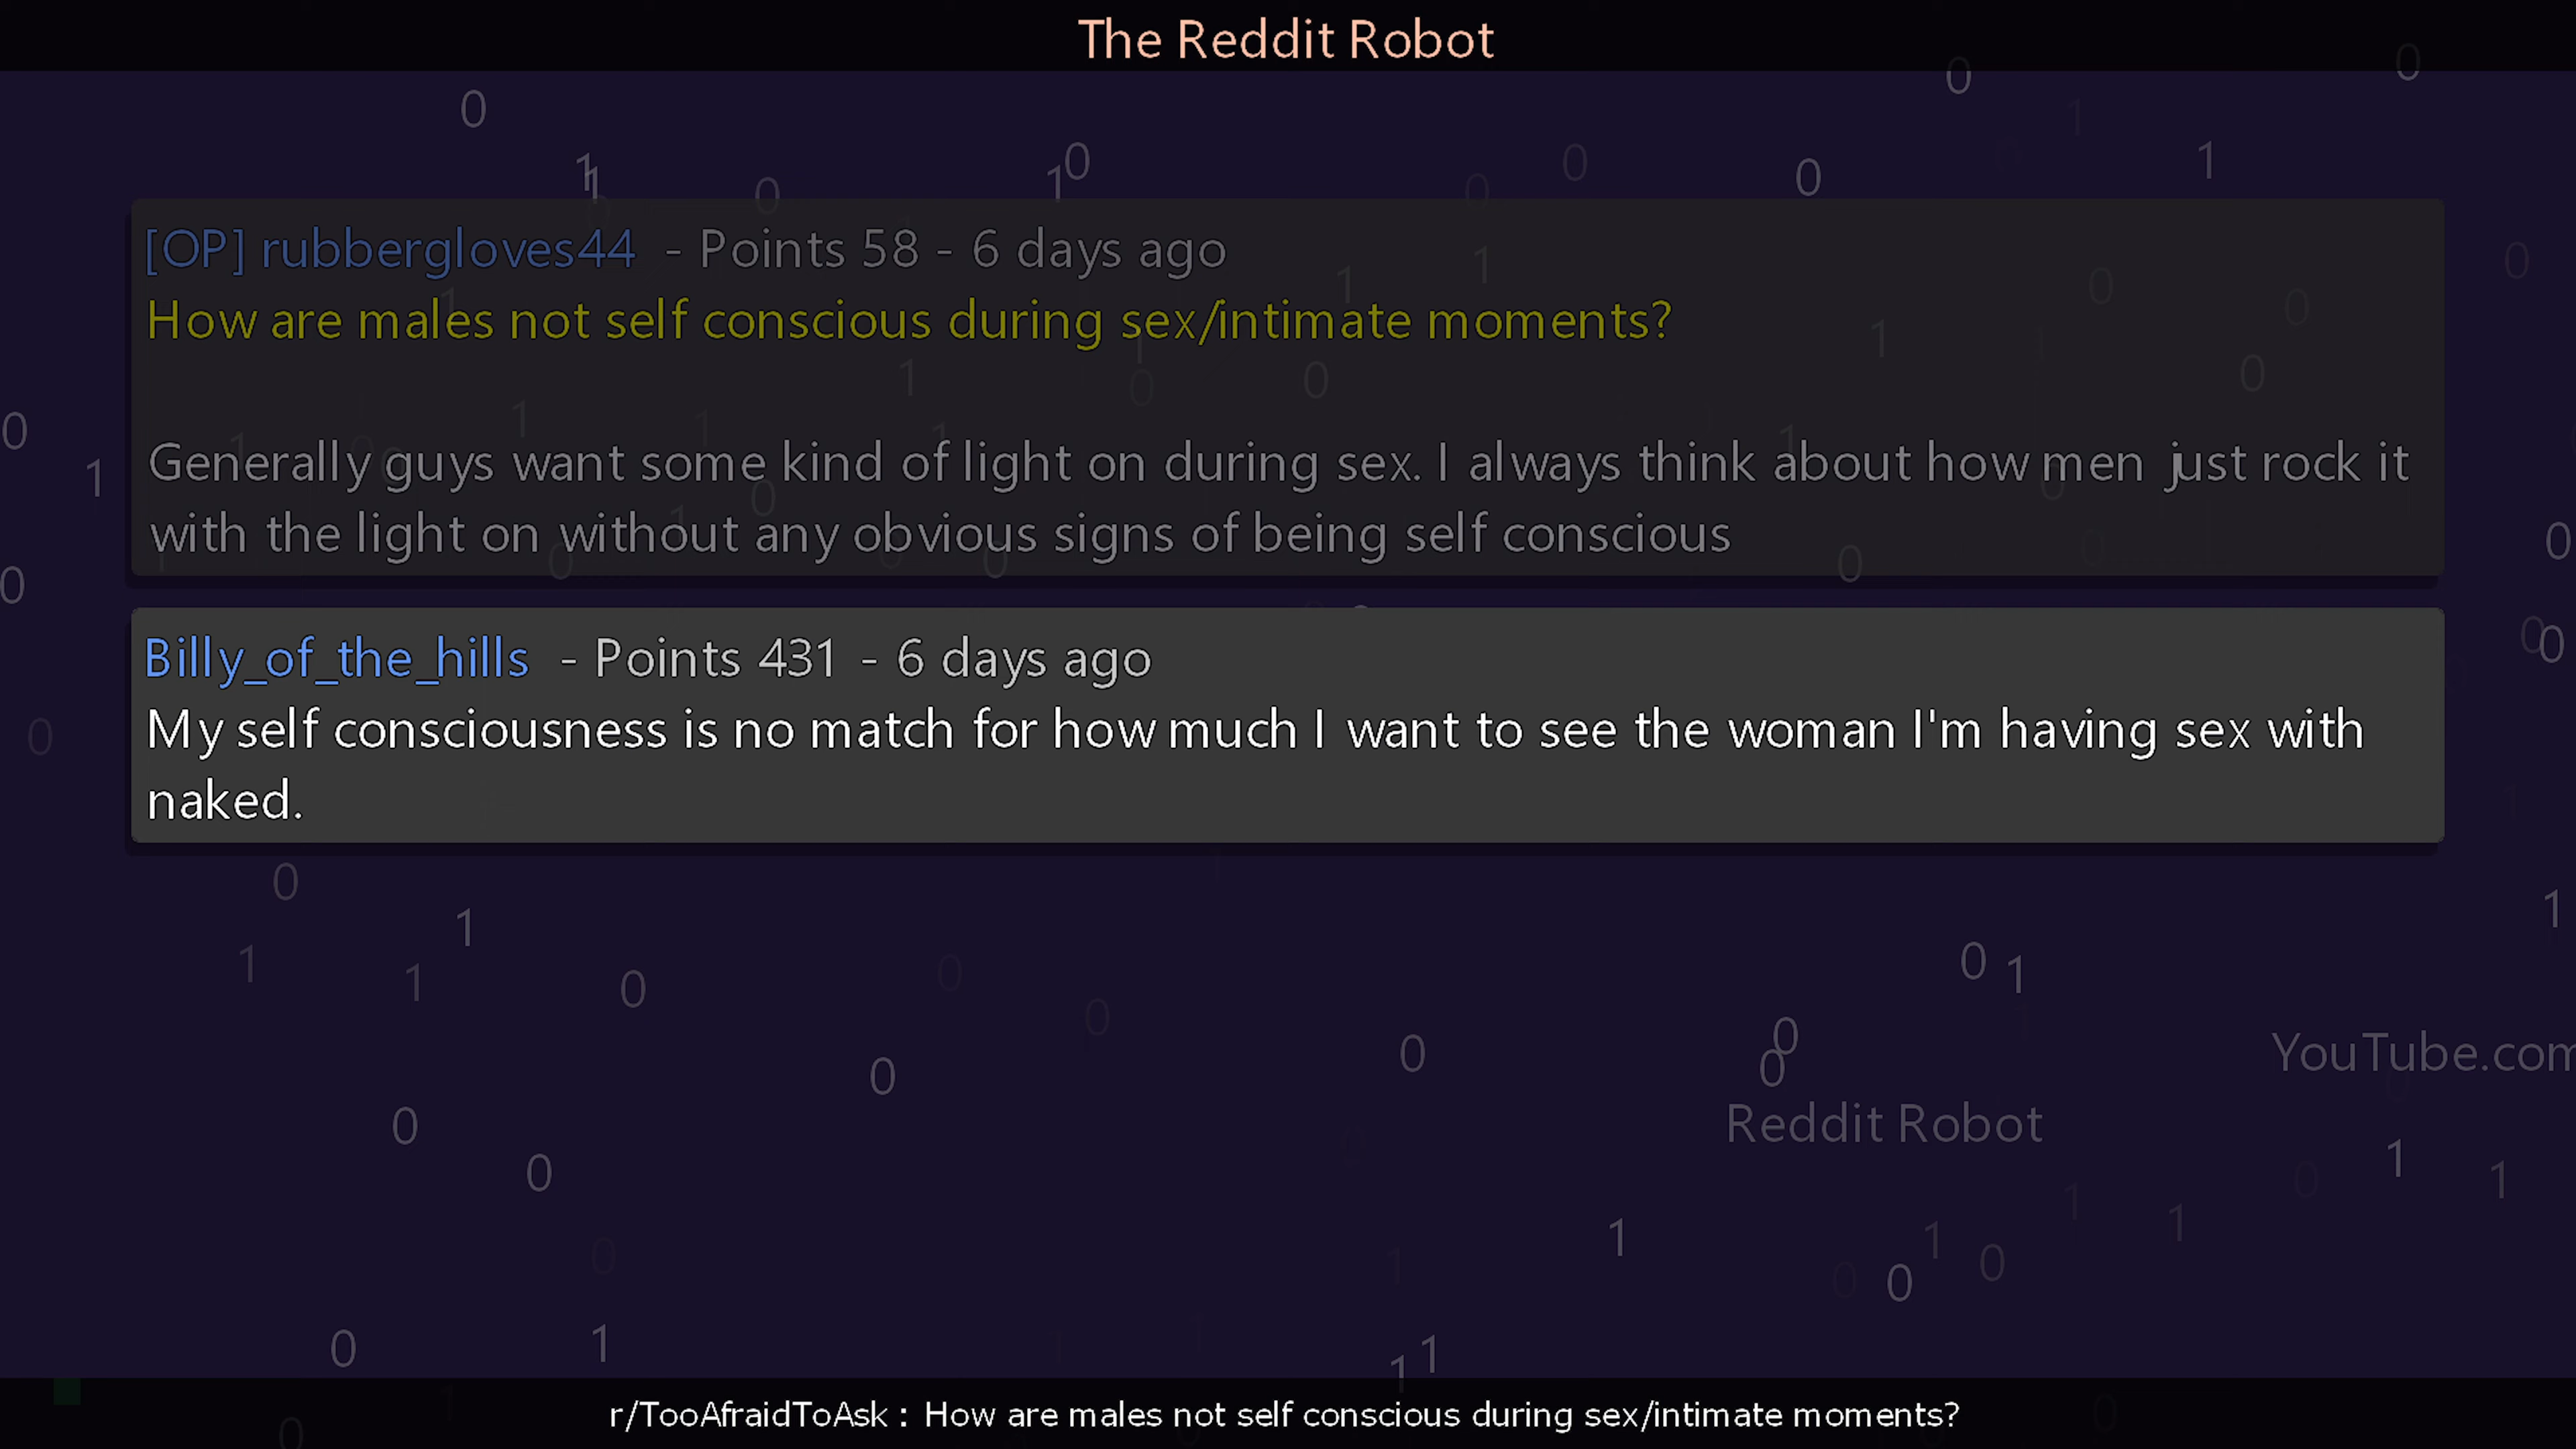 The Reddit Robot
[OP] rubbergloves44 - Points 58 - 6 days ago
How are males not self conscious during sex/intimate moments?
Generally guys want some kind of light on during sex. I always think about how men just rock it
with the light on without any obvious signs of being self conscious
Billy_of_the_hills - Points 431 - 6 days ago
My self consciousness is no match for how much I want to see the woman I'm having sex with
naked.
YouTube.com
Reddit Robot
r/TooAfraidToAsk : How are males not self conscious during sex/intimate moments?